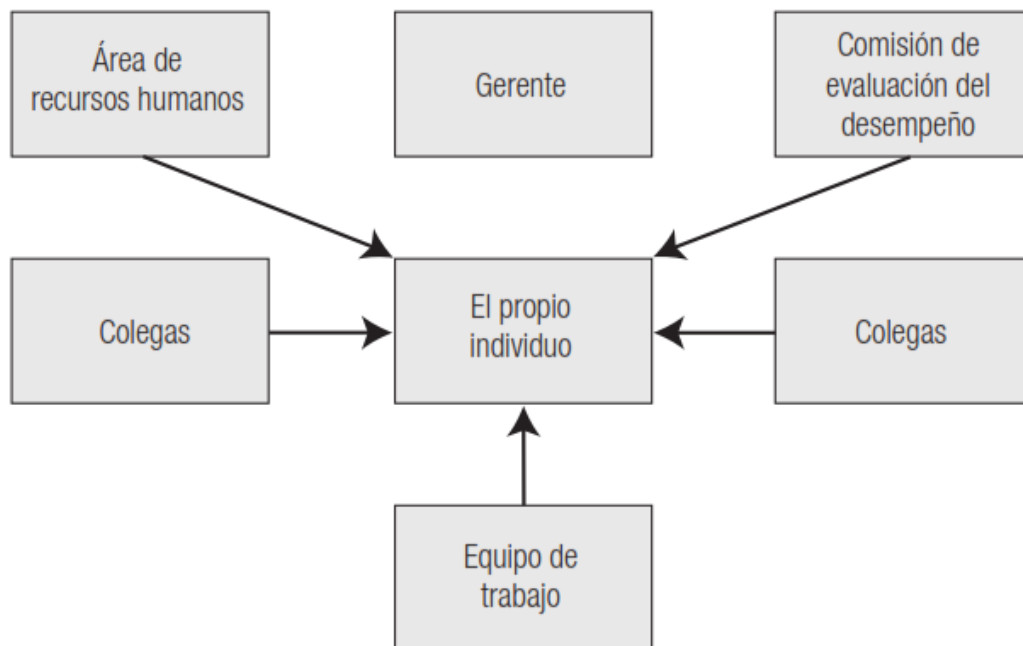 Área de
recursos humanos
Gerente
Comisión de
evaluación del
desempeño
Colegas
El propio
individuo
Colegas
Equipo de
trabajo